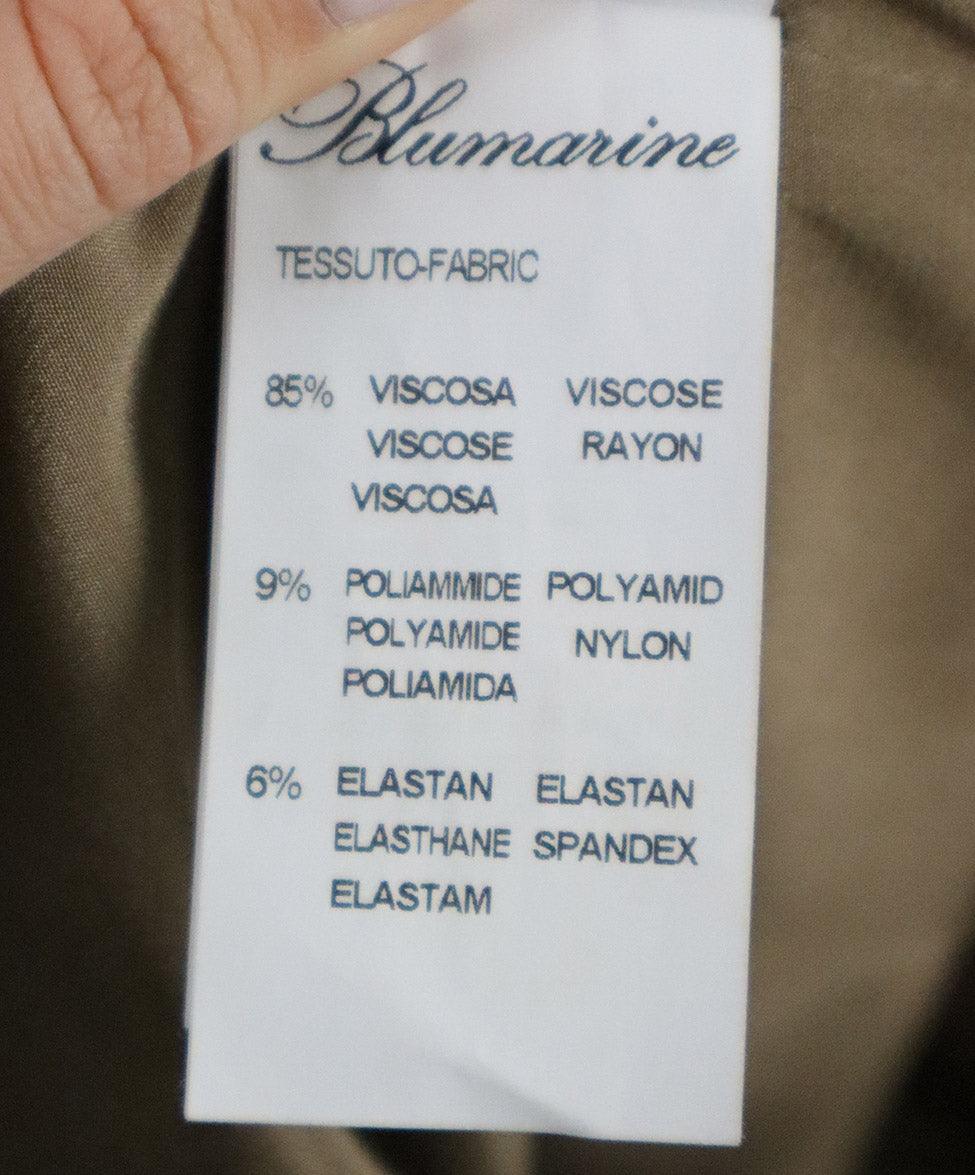 Blumarine
TESSUTO-FABRIC
85% VISCOSA VISCOSE
VISCOSE RAYON
VISCOSA
9% POLIAMMIDE POLYAMID
POLYAMIDE NYLON
POLIAMIDA
6% ELASTAN ELASTAN
ELASTHANE SPANDEX
ELASTAM